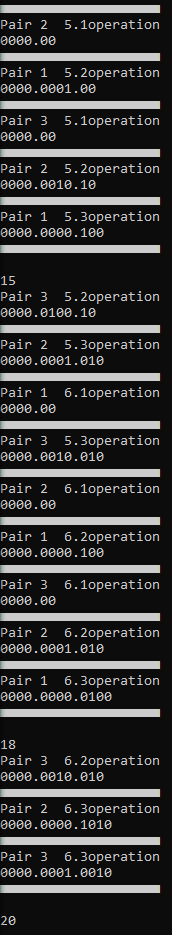 Pair 2  5.1operation
0000.00
Pair 1  5.2operation
0000.0001.00
Pair 3  5.1operation
0000.00
Pair 2  5.2operation
0000.0010.10
Pair 1  5.3operation
0000.0000.100
15
Pair 3  5.2operation
0000.0100.10
Pair 2  5.3operation
0000.0001.010
Pair 1  6.1operation
0000.00
Pair 3  5.3operation
0000.0010.010
Pair 2  6.1operation
0000.00
Pair 1  6.2operation
0000.0000.100
Pair 3  6.1operation
0000.00
Pair 2  6.2operation
0000.0001.010
Pair 1  6.3operation
0000.0000.0100
18
Pair 3  6.2operation
0000.0010.010
Pair 2  6.3operation
0000.0000.1010
Pair 3  6.3operation
0000.0001.0010
20